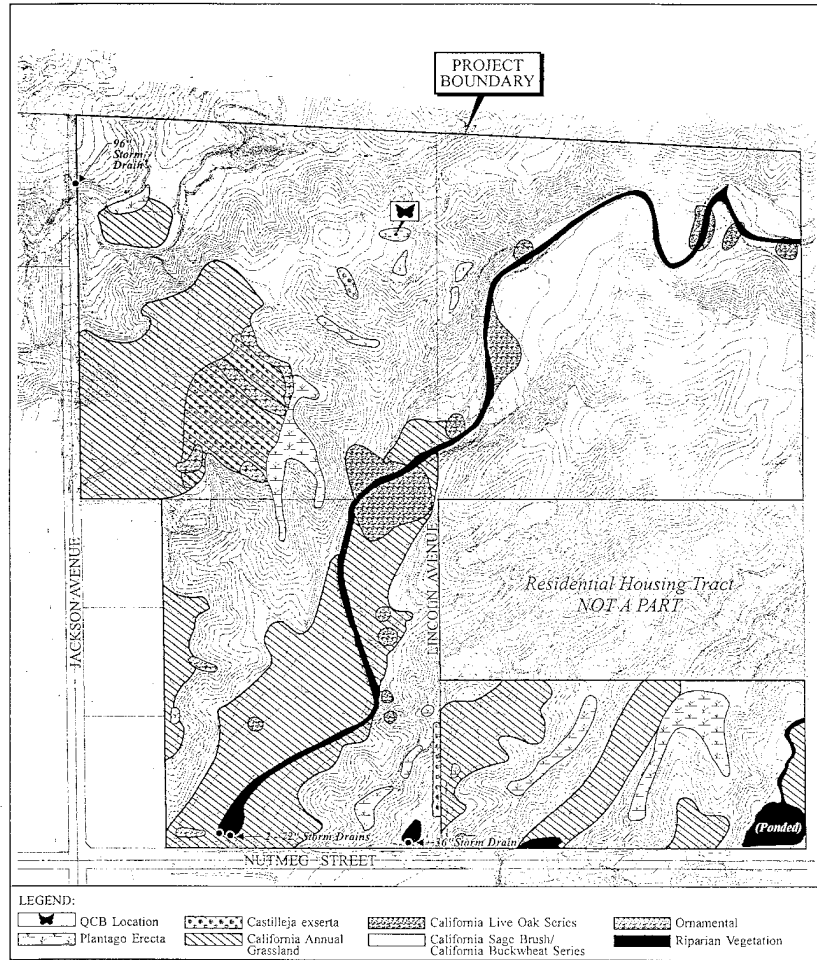 PROJECT
BOUNDARY
96"
Storm
Drains
Residential Housing Tract
NOT A PART
JACKSON AVENUE
LINCOLN AVENUE
(Ponded)
2 - 72" Storm Drains
36" Storm Drain
NUTMEG STREET
LEGEND:
QCB Location
Castilleja exserta
California Live Oak Series
Ornamental
Plantago Erecta
California Annual
Grassland
California Sage Brush/
California Buckwheat Series
Riparian Vegetation